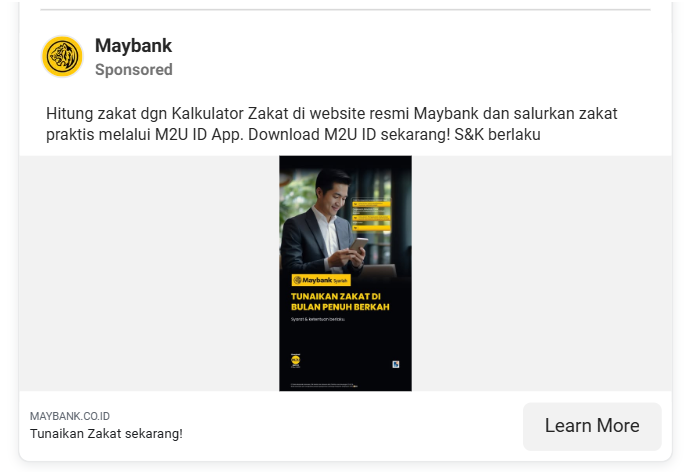 Maybank
Sponsored
Hitung zakat dgn Kalkulator Zakat di website resmi Maybank dan salurkan zakat
praktis melalui M2U ID App. Download M2U ID sekarang! S&K berlaku
Maybank Syariah
TUNAIKAN ZAKAT DI
BULAN PENUH BERKAH
Syarat & ketentuan berlaku.
MAYBANK.CO.ID
Tunaikan Zakat sekarang!
Learn More